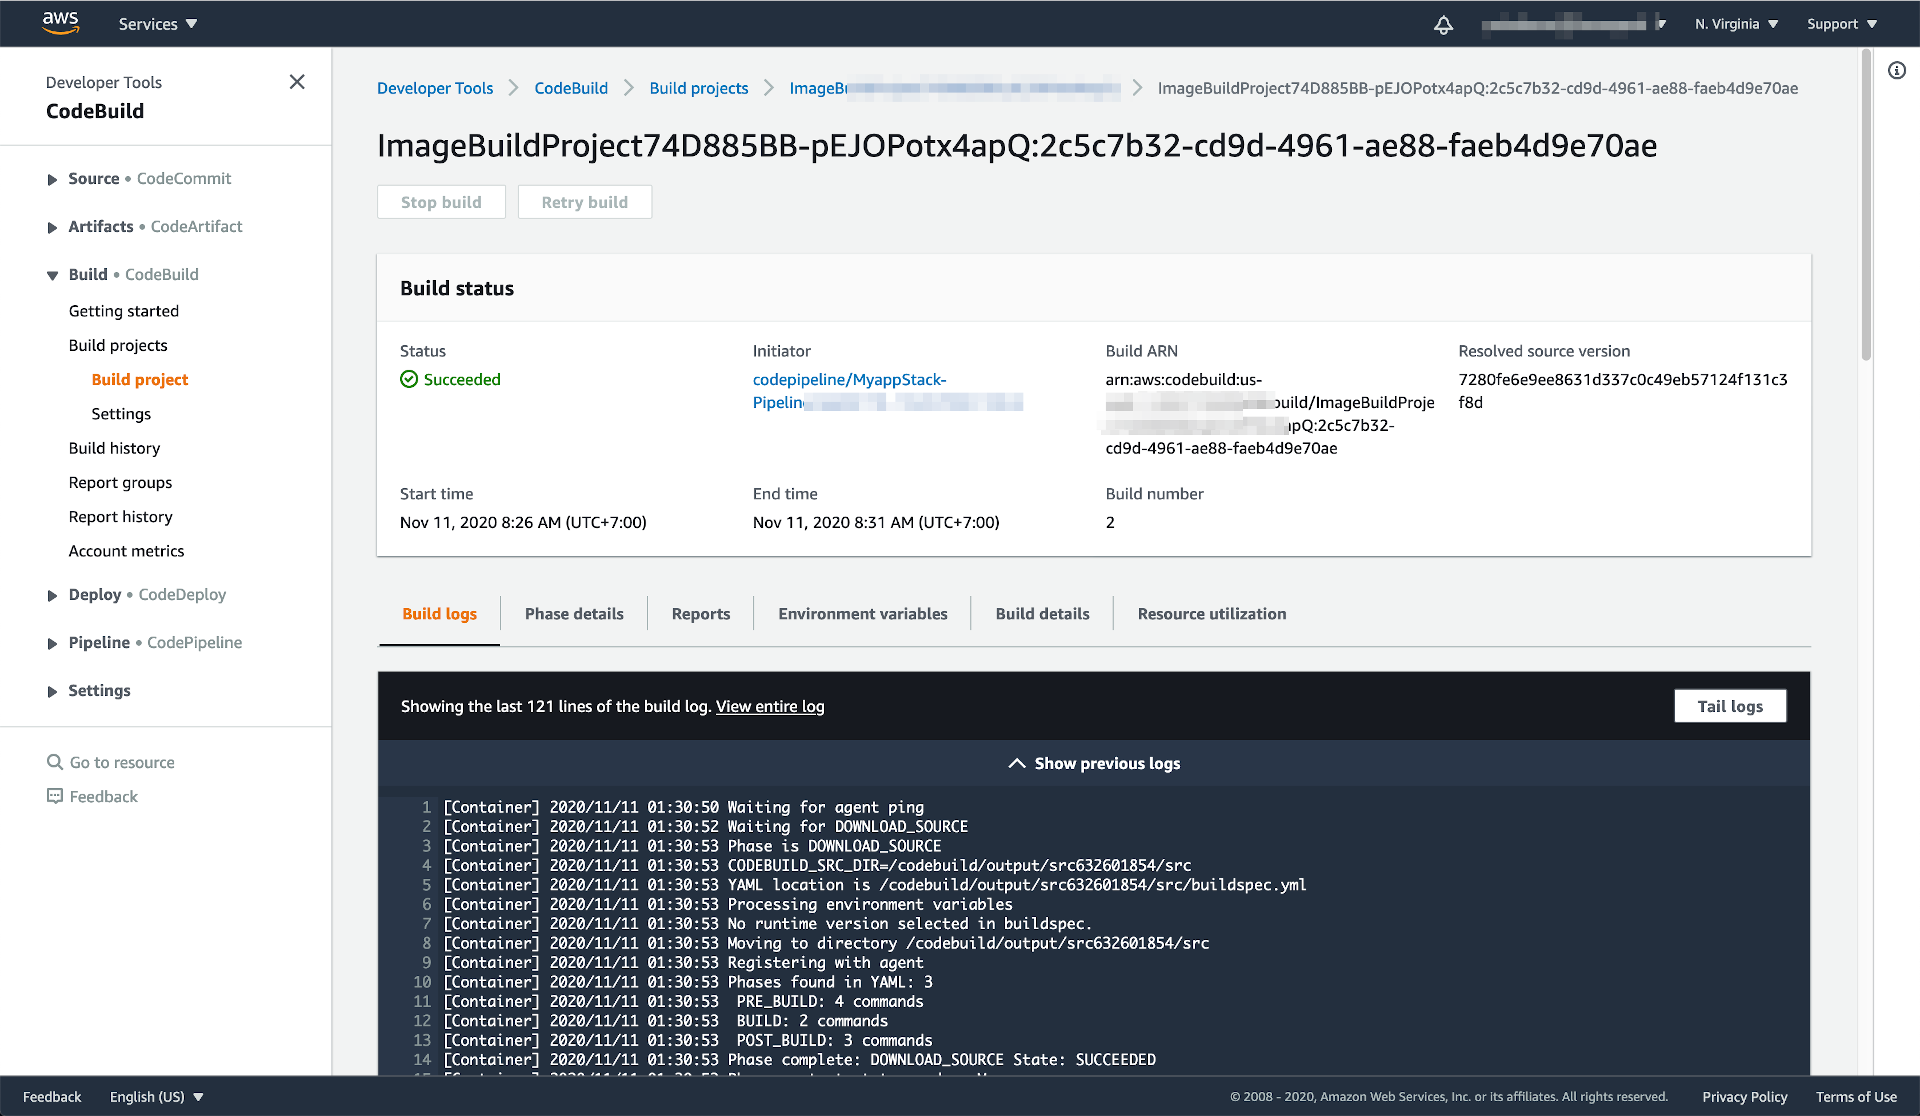 aws
Services
N. Virginia
Support
Developer Tools
CodeBuild
Source • CodeCommit
Artifacts • CodeArtifact
Build • CodeBuild
Getting started
Build projects
Build project
Settings
Build history
Report groups
Report history
Account metrics
Deploy • CodeDeploy
Pipeline • CodePipeline
Settings
Go to resource
Feedback
Developer Tools
CodeBuild
Build projects
ImageBuildProject74D885BB-pEJOPotx4apQ:2c5c7b32-cd9d-4961-ae88-faeb4d9e70ae
ImageBuildProject74D885BB-pEJOPotx4apQ:2c5c7b32-cd9d-4961-ae88-faeb4d9e70ae
Stop build
Retry build
Build status
Status
Succeeded
Initiator
codepipeline/MyappStack-
Pipelin
Build ARN
arn:aws:codebuild:us-
build/ImageBuildProje
apQ:2c5c7b32-
cd9d-4961-ae88-faeb4d9e70ae
Resolved source version
7280fe6e9ee8631d337c0c49eb57124f131c3
f8d
Start time
Nov 11, 2020 8:26 AM (UTC+7:00)
End time
Nov 11, 2020 8:31 AM (UTC+7:00)
Build number
2
Build logs
Phase details
Reports
Environment variables
Build details
Resource utilization
Showing the last 121 lines of the build log. View entire log
Tail logs
Show previous logs
1 [Container] 2020/11/11 01:30:50 Waiting for agent ping
2 [Container] 2020/11/11 01:30:52 Waiting for DOWNLOAD_SOURCE
3 [Container] 2020/11/11 01:30:53 Phase is DOWNLOAD_SOURCE
4 [Container] 2020/11/11 01:30:53 CODEBUILD_SRC_DIR=/codebuild/output/src632601854/src
5 [Container] 2020/11/11 01:30:53 YAML location is /codebuild/output/src632601854/src/buildspec.yml
6 [Container] 2020/11/11 01:30:53 Processing environment variables
7 [Container] 2020/11/11 01:30:53 No runtime version selected in buildspec.
8 [Container] 2020/11/11 01:30:53 Moving to directory /codebuild/output/src632601854/src
9 [Container] 2020/11/11 01:30:53 Registering with agent
10 [Container] 2020/11/11 01:30:53 Phases found in YAML: 3
11 [Container] 2020/11/11 01:30:53 PRE_BUILD: 4 commands
12 [Container] 2020/11/11 01:30:53 BUILD: 2 commands
13 [Container] 2020/11/11 01:30:53 POST_BUILD: 3 commands
14 [Container] 2020/11/11 01:30:53 Phase complete: DOWNLOAD_SOURCE State: SUCCEEDED
Feedback
English (US)
© 2008 - 2020, Amazon Web Services, Inc. or its affiliates. All rights reserved.
Privacy Policy
Terms of Use